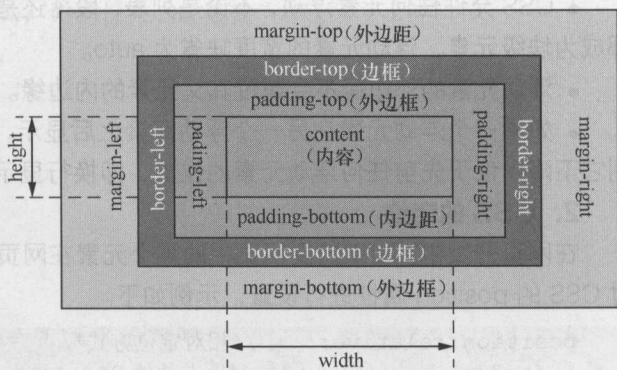 margin-top(外边距)
border-top(边框)
padding-top(外边框)
content
(内容)
height
margin-left
border-left
pading-left
padding-right
border-right
margin-right
padding-bottom(内边距)
border-bottom(边框)
margin-bottom(外边框)
width